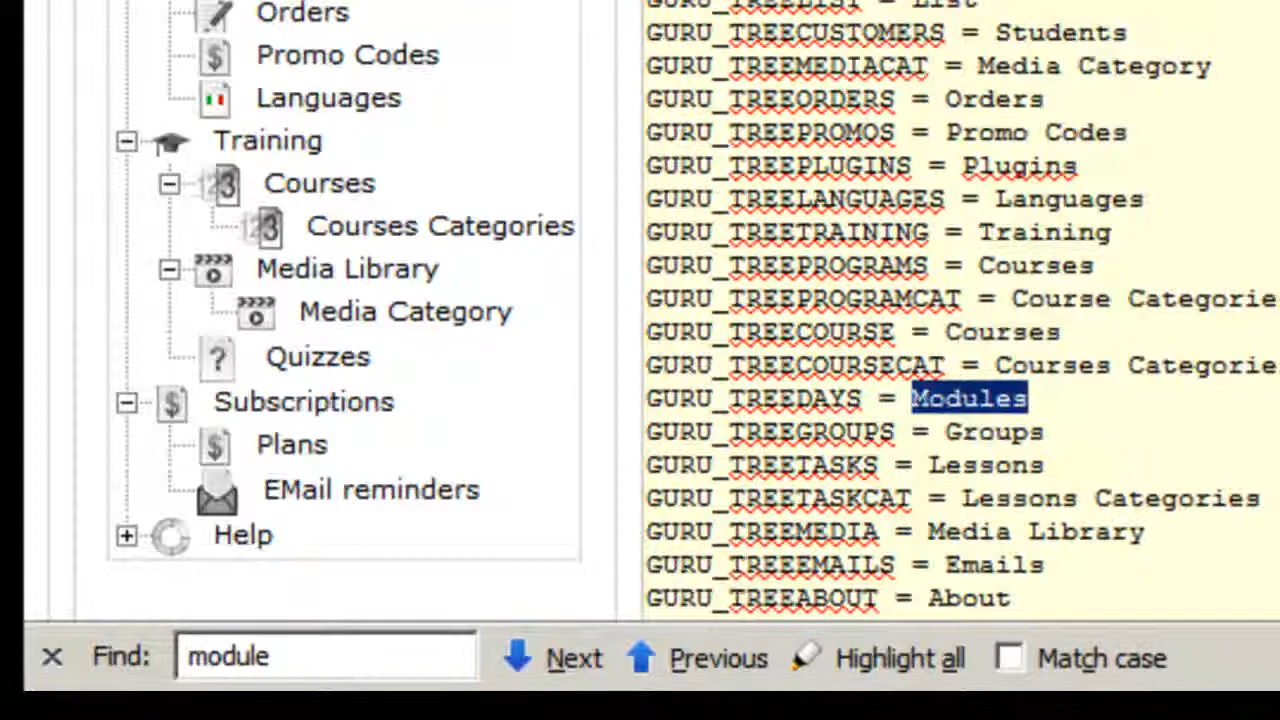 Orders
Promo Codes
Languages
Training
Courses
Courses Categories
Media Library
Media Category
Quizzes
Subscriptions
Plans
EMail reminders
Help
GURU_TREELIST = List
GURU_TREECUSTOMERS = Students
GURU_TREEMEDIACAT = Media Category
GURU_TREEORDERS = Orders
GURU_TREEPROMOS = Promo Codes
GURU_TREEPLUGINS = Plugins
GURU_TREELANGUAGES = Languages
GURU_TREETRAINING = Training
GURU_TREEPROGRAMS = Courses
GURU_TREEPROGRAMCAT = Course Categorie
GURU_TREECOURSE = Courses
GURU_TREECOURSECAT = Courses Categorie
GURU_TREEDAYS = Modules
GURU_TREEGROUPS = Groups
GURU_TREETASKS = Lessons
GURU_TREETASKCAT = Lessons Categories
GURU_TREEMEDIA = Media Library
GURU_TREEEMAILS = Emails
GURU_TREEABOUT = About
Find: module Next Previous Highlight all Match case